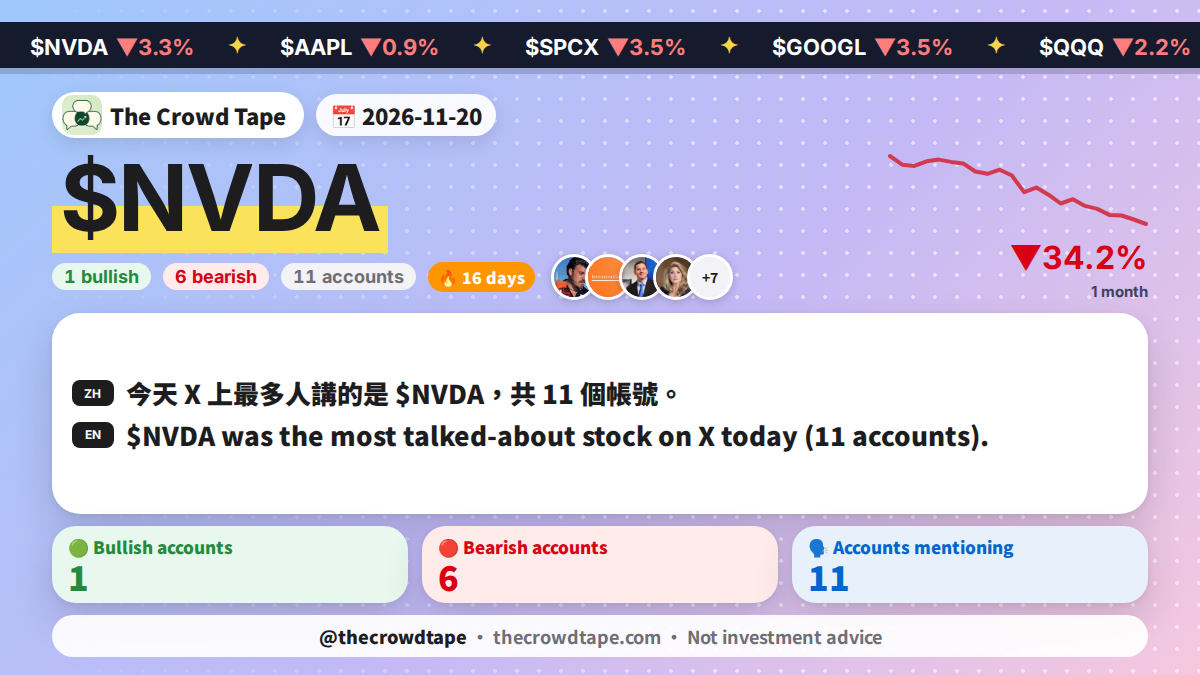 $NVDA ▼3.3% ✦ $AAPL ▼0.9% ✦ $SPCX ▼3.5% ✦ $GOOGL ▼3.5% ✦ $QQQ ▼2.2%
The Crowd Tape 📅 2026-11-20
$NVDA
▼34.2%
1 month
1 bullish 6 bearish 11 accounts 🔥 16 days +7
ZH 今天 X 上最多人講的是 $NVDA，共 11 個帳號。
EN $NVDA was the most talked-about stock on X today (11 accounts).
🟢 Bullish accounts
1
🔴 Bearish accounts
6
🗣️ Accounts mentioning
11
@thecrowdtape • thecrowdtape.com • Not investment advice